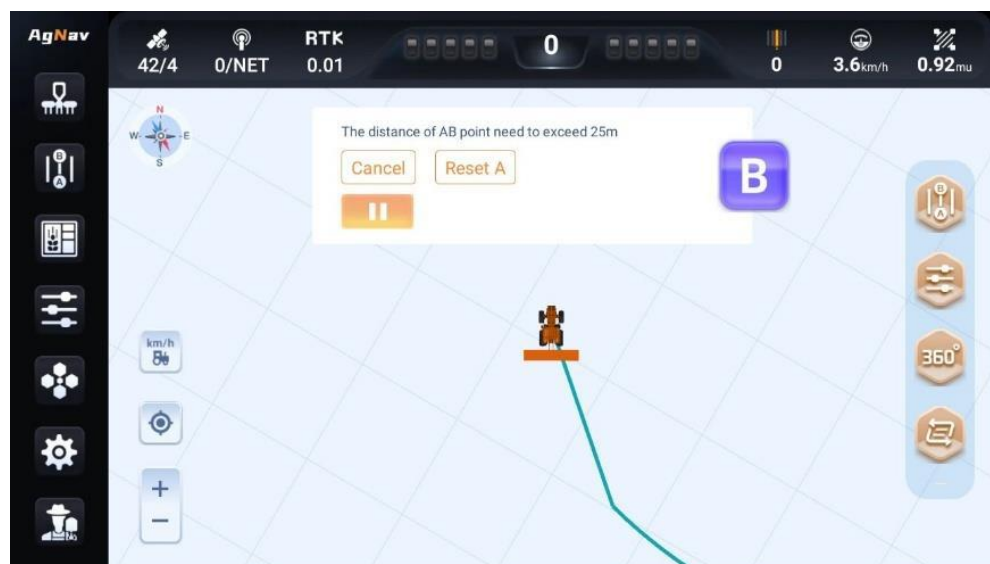 AgNav
42/4
0/NET
RTK
0.01
0
0
3.6km/h
0.92mu
N
W
E
S
The distance of AB point need to exceed 25m
Cancel
Reset A
B
B
A
B
A
km/h
360°
+
−